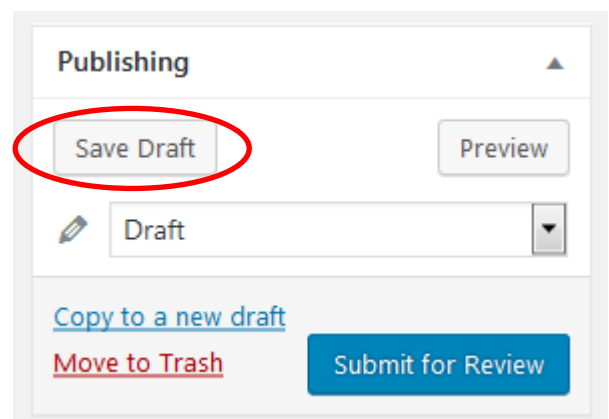 Publishing
Save Draft
Preview
Draft
Copy to a new draft
Move to Trash
Submit for Review